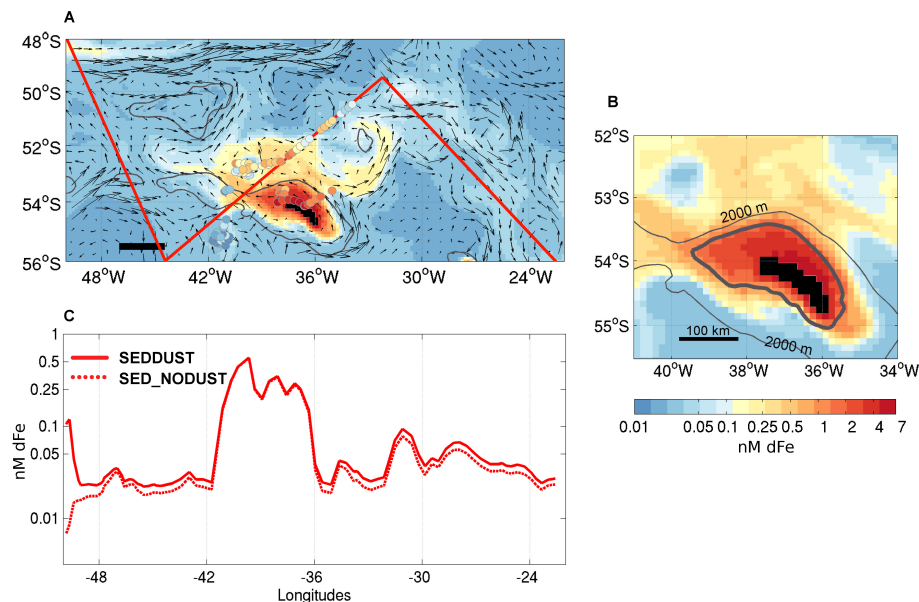 A
48°S
50°S
52°S
54°S
56°S
48°W
42°W
36°W
30°W
24°W
B
52°S
53°S
54°S
55°S
2000 m
2000 m
100 km
40°W
38°W
36°W
34°W
0.01
0.05
0.1
0.25
0.5
1
2
4
7
nM dFe
C
SEDDUST
SED_NODUST
nM dFe
1
0.5
0.25
0.1
0.05
0.01
-48
-42
-36
-30
-24
Longitudes